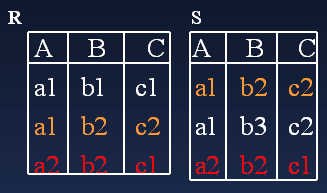 R S
A B C A B C
a1 b1 c1 a1 b2 c2
a1 b2 c2 a1 b3 c2
a2 b2 c1 a2 b2 c1